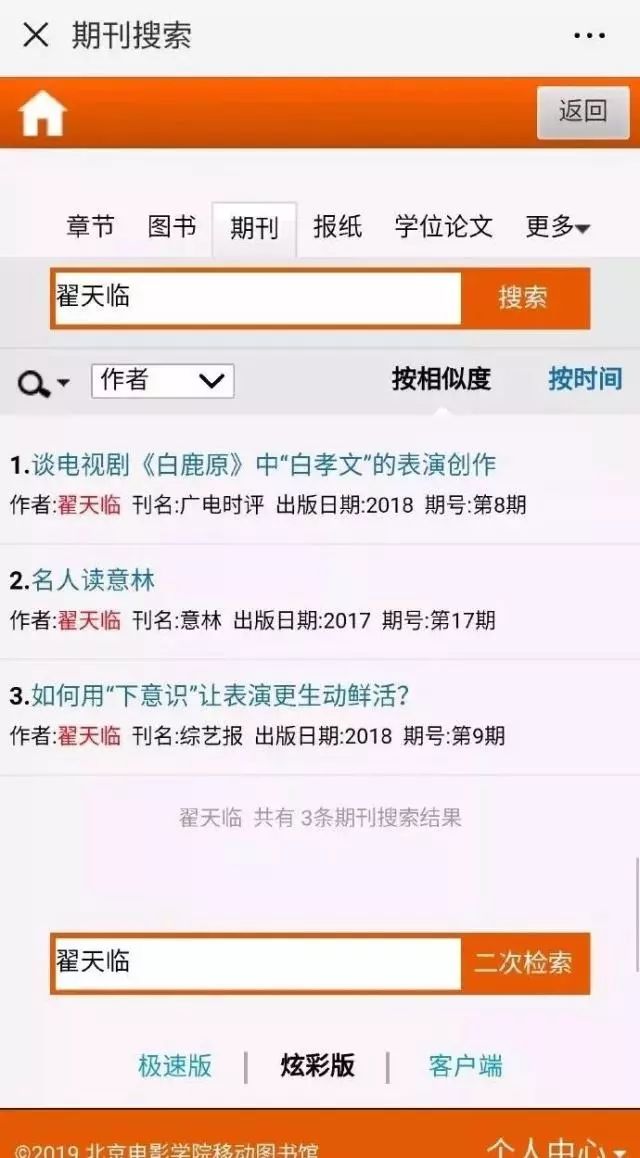 期刊搜索
返回
章节 图书 期刊 报纸 学位论文 更多
翟天临 搜索
作者 按相似度 按时间
1.谈电视剧《白鹿原》中“白孝文”的表演创作
作者:翟天临 刊名:广电时评 出版日期:2018 期号:第8期
2.名人读意林
作者:翟天临 刊名:意林 出版日期:2017 期号:第17期
3.如何用“下意识”让表演更生动鲜活?
作者:翟天临 刊名:综艺报 出版日期:2018 期号:第9期
翟天临 共有 3条期刊搜索结果
翟天临 二次检索
极速版 | 炫彩版 | 客户端
©2019 北京电影学院移动图书馆 个人中心